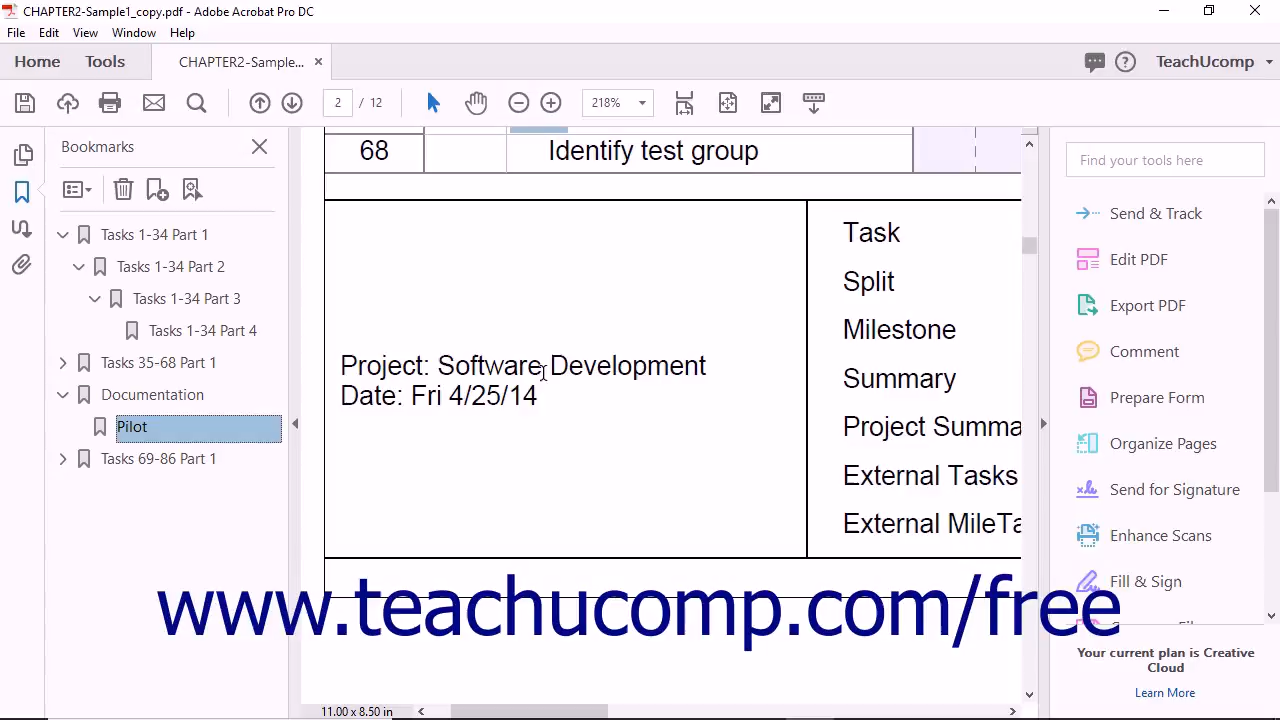 CHAPTER2-Sample1_copy.pdf - Adobe Acrobat Pro DC
File Edit View Window Help
Home Tools CHAPTER2-Sample... TeachUcomp
2 / 12 218%
Bookmarks
Tasks 1-34 Part 1
Tasks 1-34 Part 2
Tasks 1-34 Part 3
Tasks 1-34 Part 4
Tasks 35-68 Part 1
Documentation
Pilot
Tasks 69-86 Part 1
68 Identify test group
Project: Software Development
Date: Fri 4/25/14
Task
Split
Milestone
Summary
Project Summa
External Tasks
External MileTa
www.teachucomp.com/free
11.00 x 8.50 in
Find your tools here
Send & Track
Edit PDF
Export PDF
Comment
Prepare Form
Organize Pages
Send for Signature
Enhance Scans
Fill & Sign
Your current plan is Creative
Cloud
Learn More